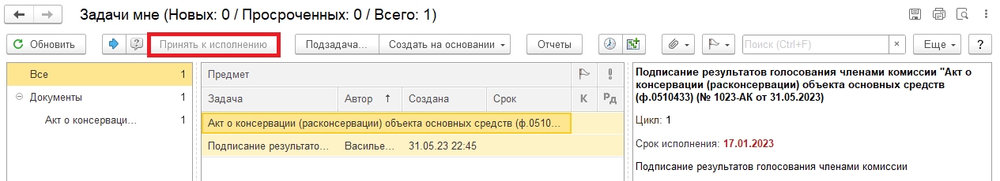 Задачи мне (Новых: 0 / Просроченных: 0 / Всего: 1)
Обновить Принять к исполнению Подзадача... Создать на основании Отчеты Поиск (Ctrl+F) × Еще ?
Все 1
Документы 1
Акт о консерваци... 1
Предмет
Задача Автор ↑ Создана Срок К Рд
Акт о консервации (расконсервации) объекта основных средств (ф.0510...
Подписание результато... Василье... 31.05.23 22:45
Подписание результатов голосования членами комиссии "Акт о
консервации (расконсервации) объекта основных средств
(ф.0510433) (№ 1023-АК от 31.05.2023)
Цикл: 1
Срок исполнения: 17.01.2023
Подписание результатов голосования членами комиссии